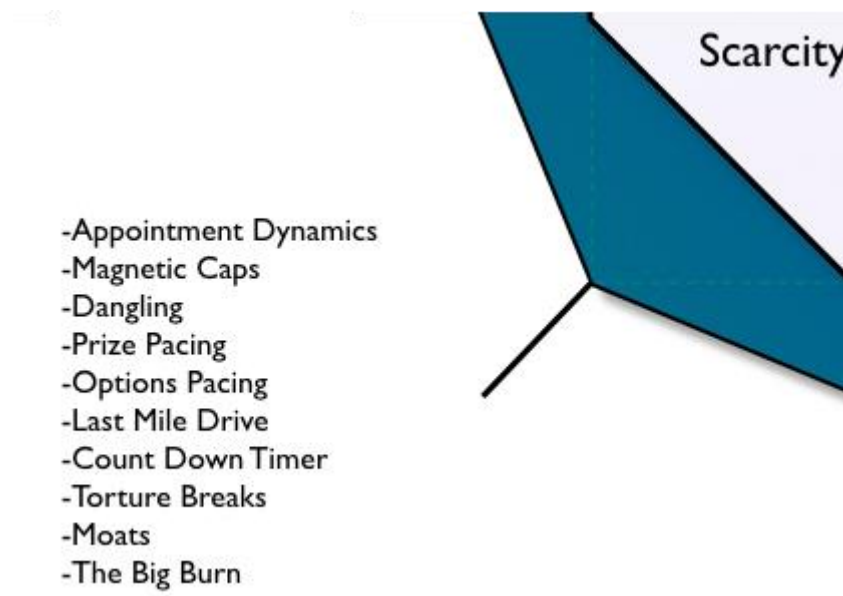 Scarcity
-Appointment Dynamics
-Magnetic Caps
-Dangling
-Prize Pacing
-Options Pacing
-Last Mile Drive
-Count Down Timer
-Torture Breaks
-Moats
-The Big Burn